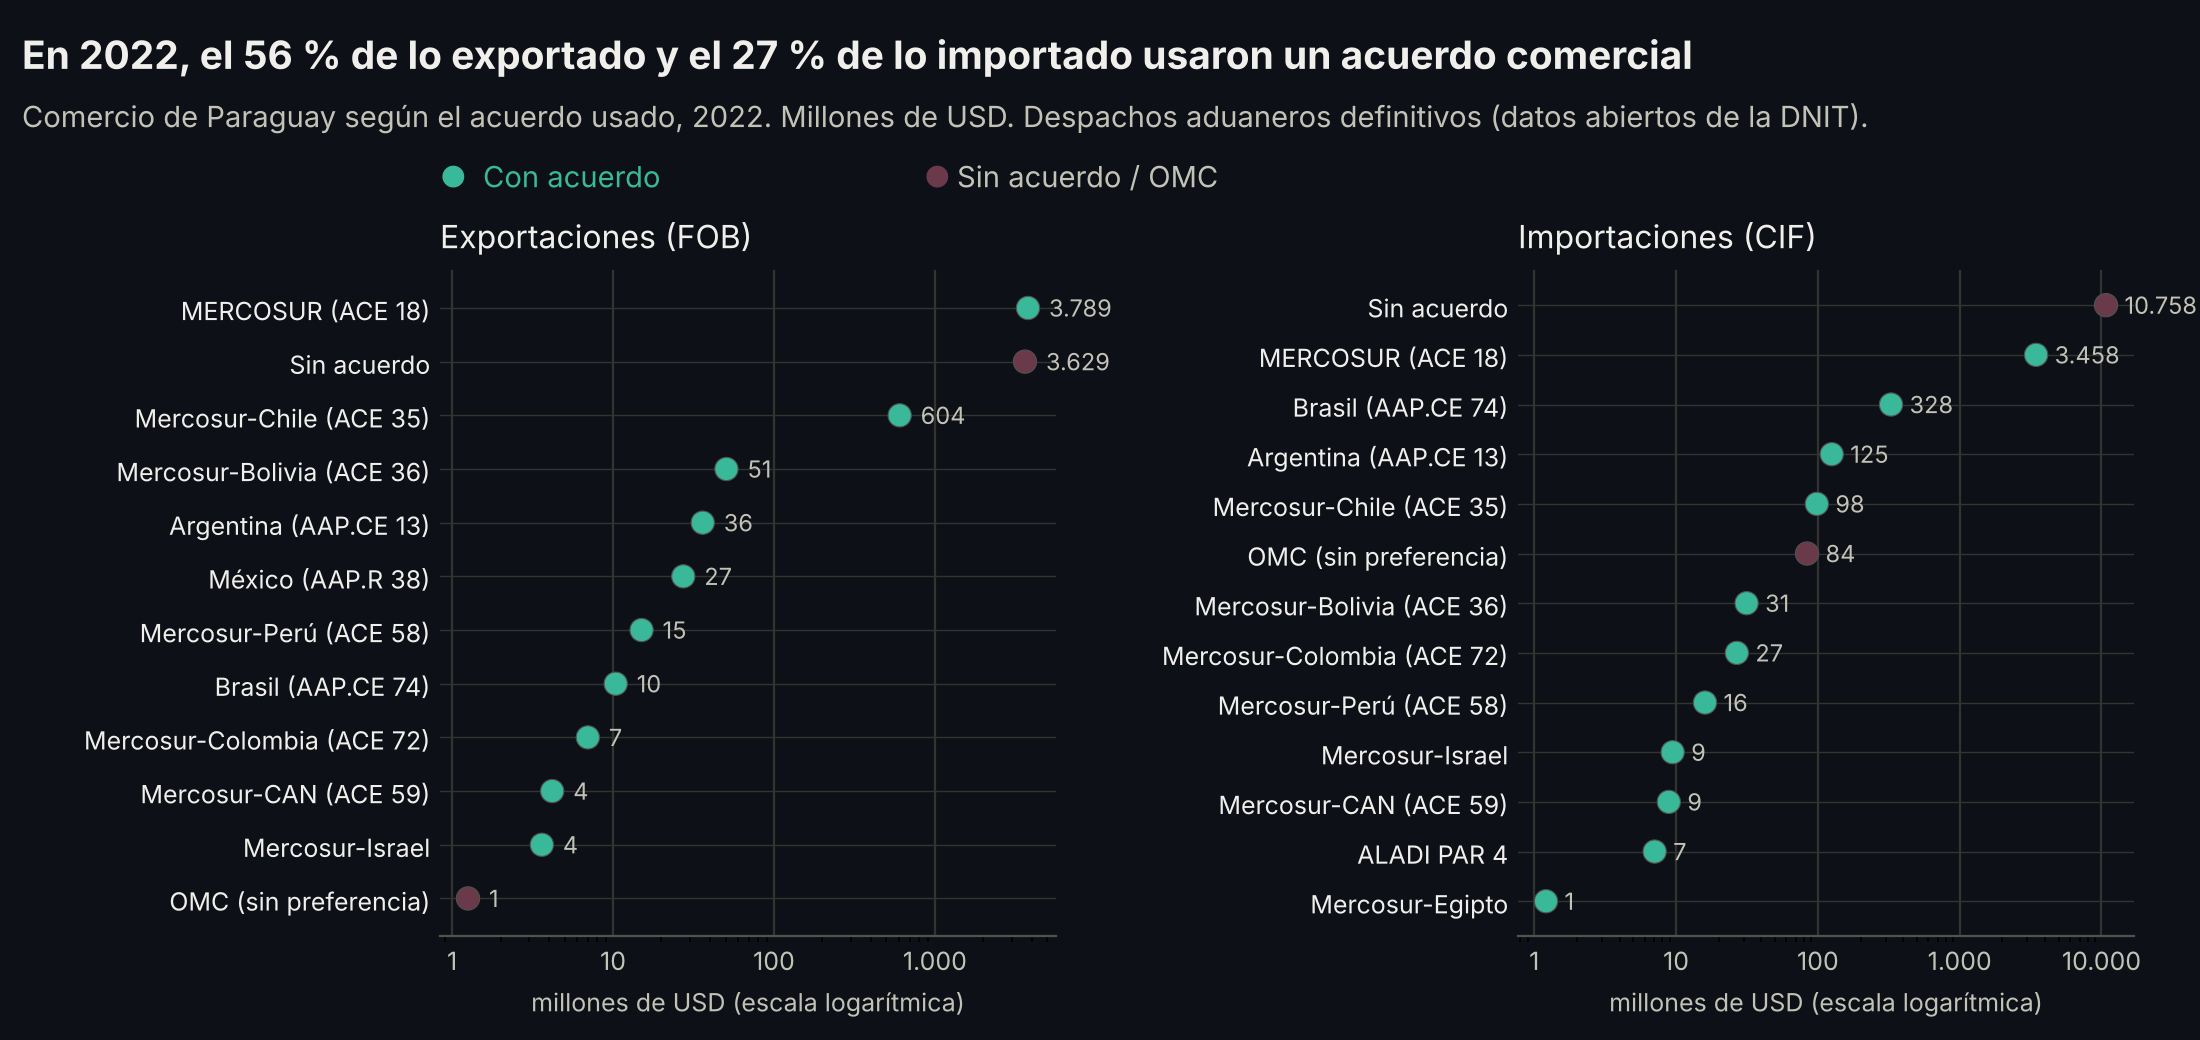 En 2022, el 56 % de lo exportado y el 27 % de lo importado usaron un acuerdo comercial
Comercio de Paraguay según el acuerdo usado, 2022. Millones de USD. Despachos aduaneros definitivos (datos abiertos de la DNIT).
Con acuerdo
Sin acuerdo / OMC
Exportaciones (FOB)
MERCOSUR (ACE 18) 3.789
Sin acuerdo 3.629
Mercosur-Chile (ACE 35) 604
Mercosur-Bolivia (ACE 36) 51
Argentina (AAP.CE 13) 36
México (AAP.R 38) 27
Mercosur-Perú (ACE 58) 15
Brasil (AAP.CE 74) 10
Mercosur-Colombia (ACE 72) 7
Mercosur-CAN (ACE 59) 4
Mercosur-Israel 4
OMC (sin preferencia) 1
1 10 100 1.000
millones de USD (escala logarítmica)
Importaciones (CIF)
Sin acuerdo 10.758
MERCOSUR (ACE 18) 3.458
Brasil (AAP.CE 74) 328
Argentina (AAP.CE 13) 125
Mercosur-Chile (ACE 35) 98
OMC (sin preferencia) 84
Mercosur-Bolivia (ACE 36) 31
Mercosur-Colombia (ACE 72) 27
Mercosur-Perú (ACE 58) 16
Mercosur-Israel 9
Mercosur-CAN (ACE 59) 9
ALADI PAR 4 7
Mercosur-Egipto 1
1 10 100 1.000 10.000
millones de USD (escala logarítmica)